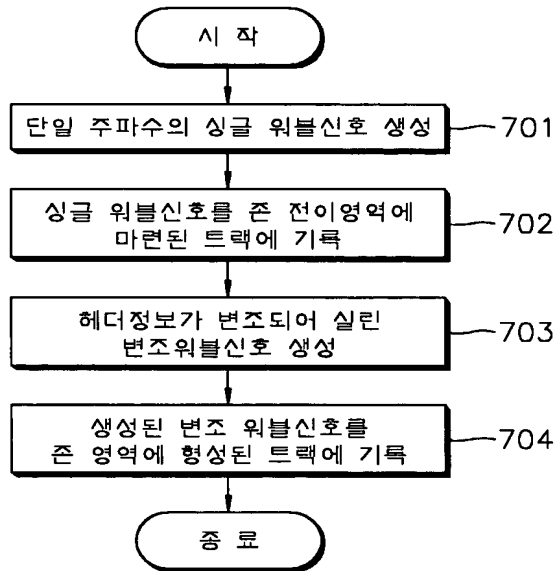 시 작
단일 주파수의 싱글 워블신호 생성
701
싱글 워블신호를 존 전이영역에
마련된 트랙에 기록
702
헤더정보가 변조되어 실린
변조워블신호 생성
703
생성된 변조 워블신호를
존 영역에 형성된 트랙에 기록
704
종 료